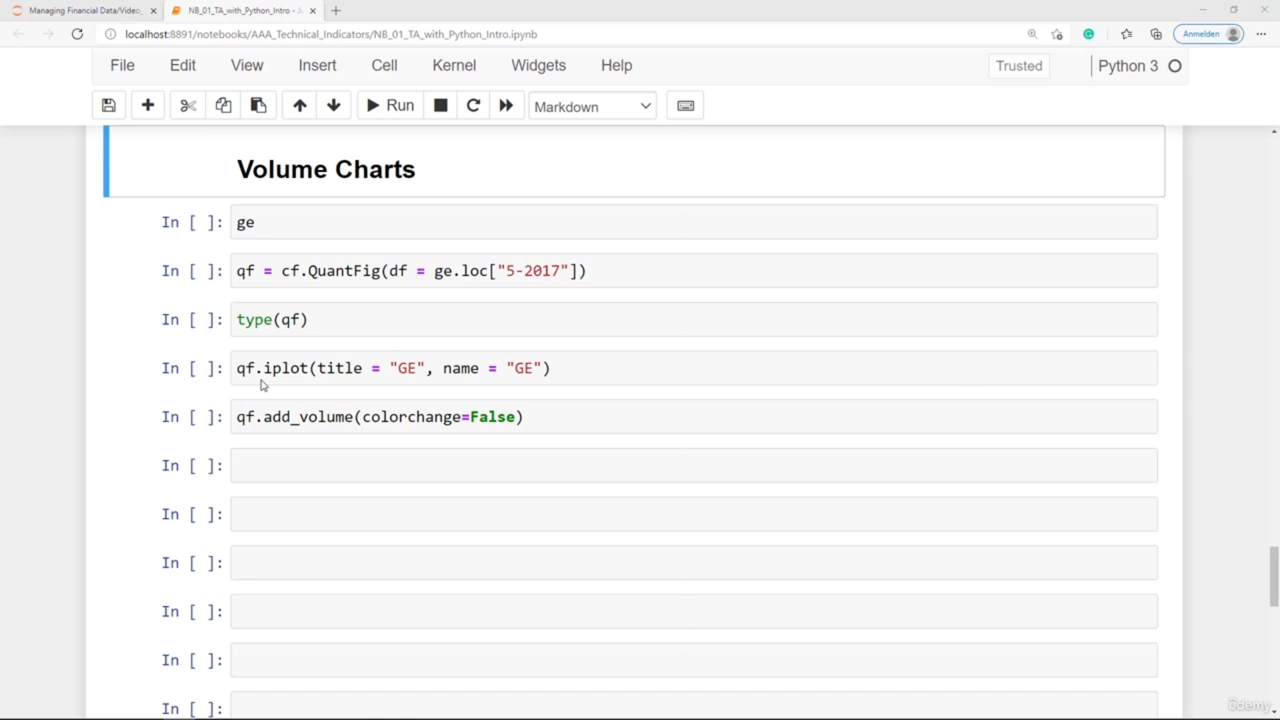 Managing Financial Data/Video_
NB_01_TA_with_Python_Intro - J
localhost:8891/notebooks/AAA_Technical_Indicators/NB_01_TA_with_Python_Intro.ipynb
Anmelden
File Edit View Insert Cell Kernel Widgets Help
Trusted
Python 3
Run
Markdown
Volume Charts
In [ ]: ge
In [ ]: qf = cf.QuantFig(df = ge.loc["5-2017"])
In [ ]: type(qf)
In [ ]: qf.iplot(title = "GE", name = "GE")
In [ ]: qf.add_volume(colorchange=False)
In [ ]:
In [ ]:
In [ ]:
In [ ]:
In [ ]:
In [ ]:
ûdemy